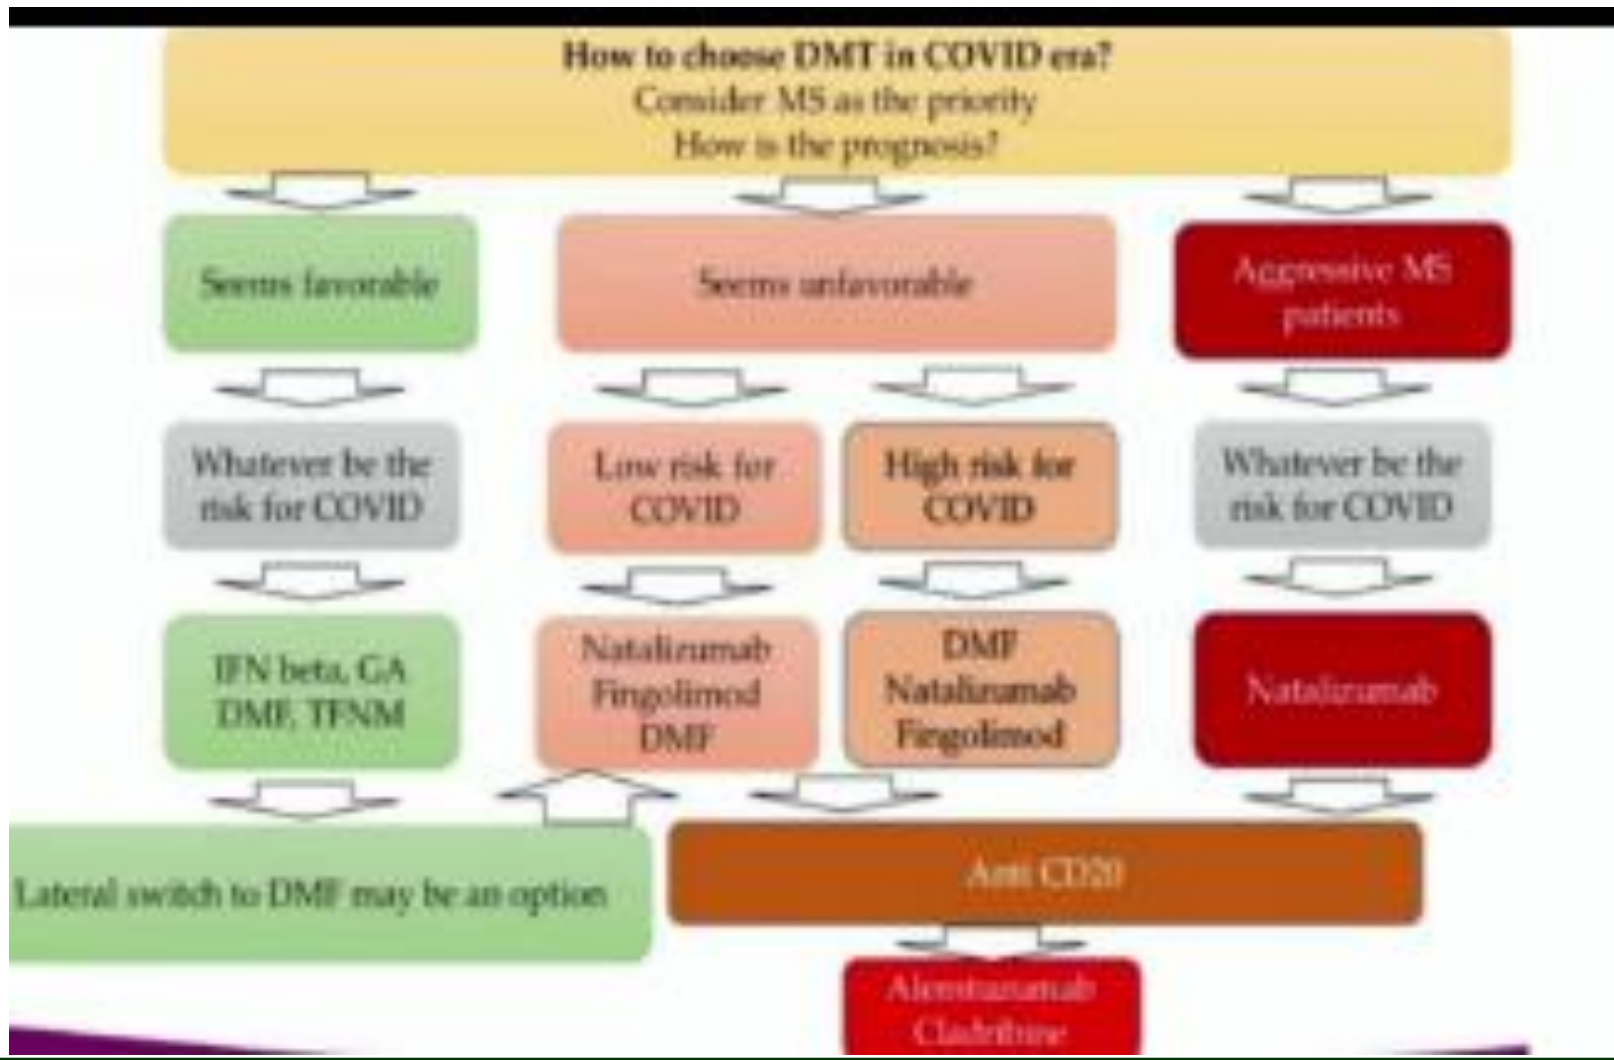 How to choose DMT in COVID era?
Consider MS as the priority
How is the prognosis?
Seems favorable
Seems unfavorable
Aggressive MS
patients
Whatever be the
risk for COVID
Low risk for
COVID
High risk for
COVID
Whatever be the
risk for COVID
IFN beta, GA
DMF, TFNM
Natalizumab
Fingolimod
DMF
DMF
Natalizumab
Fingolimod
Natalizumab
Lateral switch to DMF may be an option
Anti CD20
Alemtuzumab
Cladribine